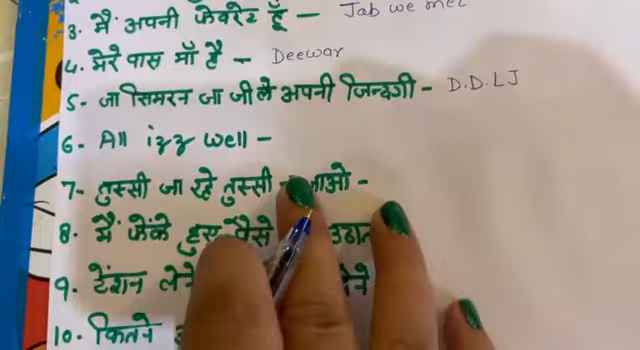 3. मैं अपनी फेवरेट हूँ - Jab we met
4. मेरे पास माँ है - Deewar
5. जा सिमरन जा जीले अपनी जिन्दगी - D.D.L.J
6. All izz well -
7- तुस्सी जा रहे तुस्सी जाओ -
8. मैं फेंके हुए पैसे
9. टेंशन लेने
10. कितने